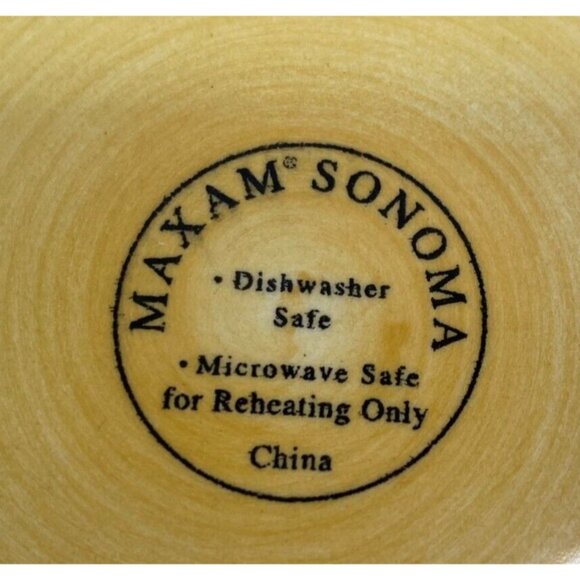 MAXAM® SONOMA
• Dishwasher
Safe
• Microwave Safe
for Reheating Only
China